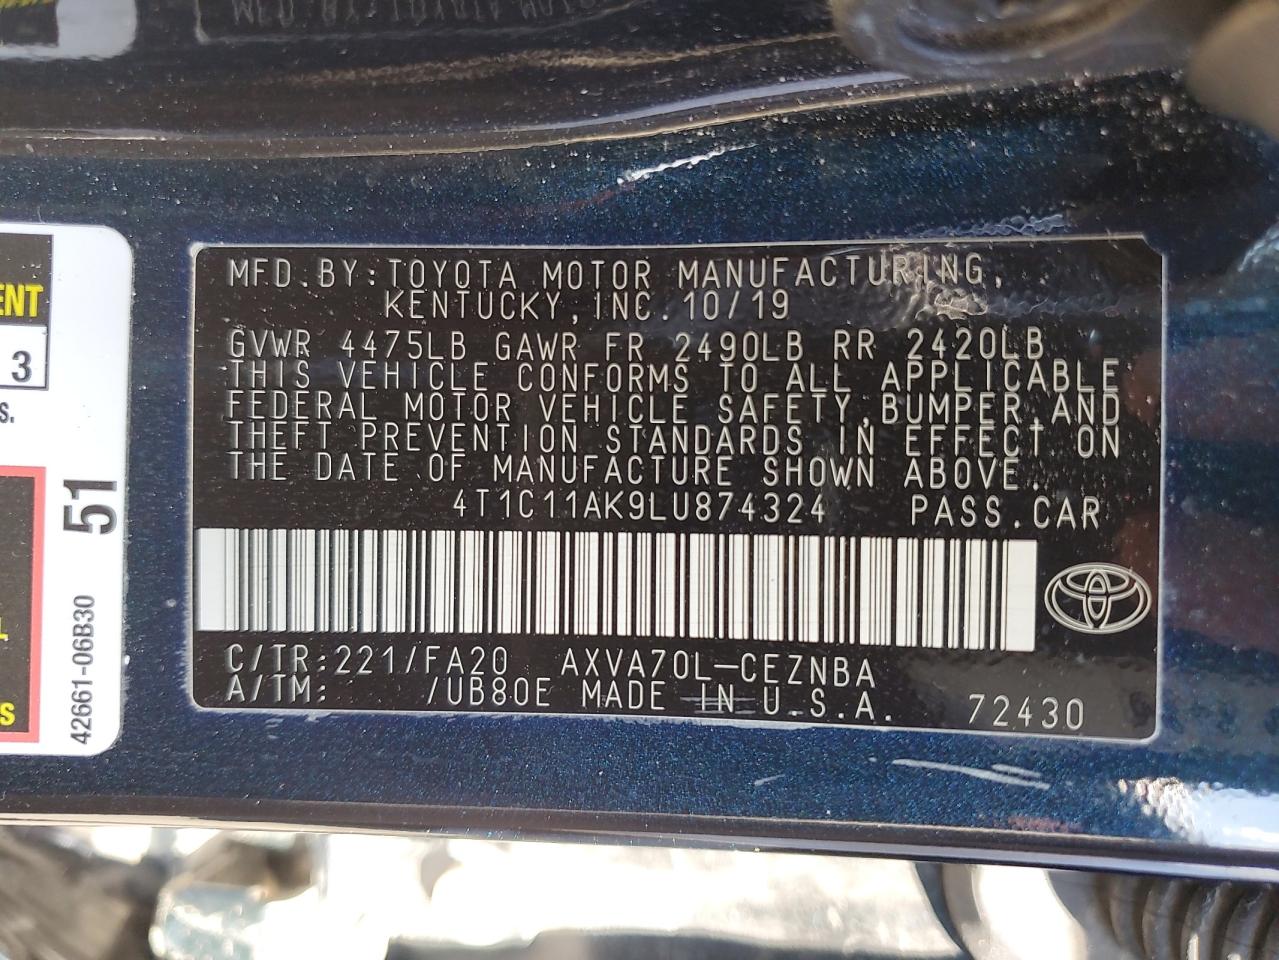 MFD.BY:TOYOTA MOTOR MANUFACTURING,
KENTUCKY,INC.10/19
GVWR 4475LB GAWR FR 2490LB RR 2420LB
THIS VEHICLE CONFORMS TO ALL APPLICABLE
FEDERAL MOTOR VEHICLE SAFETY,BUMPER,AND
THEFT PREVENTION STANDARDS IN EFFECT ON
THE DATE OF MANUFACTURE SHOWN ABOVE.
4T1C11AK9LU874324 PASS.CAR
C/TR:221/FA20 AXVA70L-CEZNBA
A/TM: /UB80E MADE IN U.S.A. 72430
ENT
3
S.
51
42661-06B30
L
S